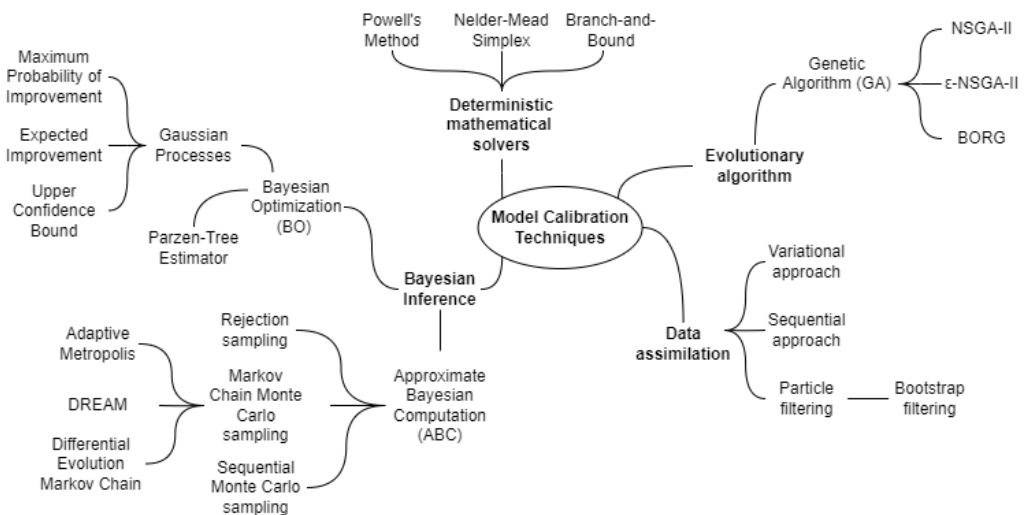 Powell's
Method
Nelder-Mead
Simplex
Branch-and-
Bound
Deterministic
mathematical
solvers
Maximum
Probability of
Improvement
Expected
Improvement
Upper
Confidence
Bound
Gaussian
Processes
Bayesian
Optimization
(BO)
Parzen-Tree
Estimator
Genetic
Algorithm (GA)
NSGA-II
ε-NSGA-II
BORG
Evolutionary
algorithm
Model Calibration
Techniques
Bayesian
Inference
Variational
approach
Sequential
approach
Data
assimilation
Particle
filtering
Bootstrap
filtering
Rejection
sampling
Adaptive
Metropolis
DREAM
Differential
Evolution
Markov Chain
Markov
Chain Monte
Carlo
sampling
Approximate
Bayesian
Computation
(ABC)
Sequential
Monte Carlo
sampling